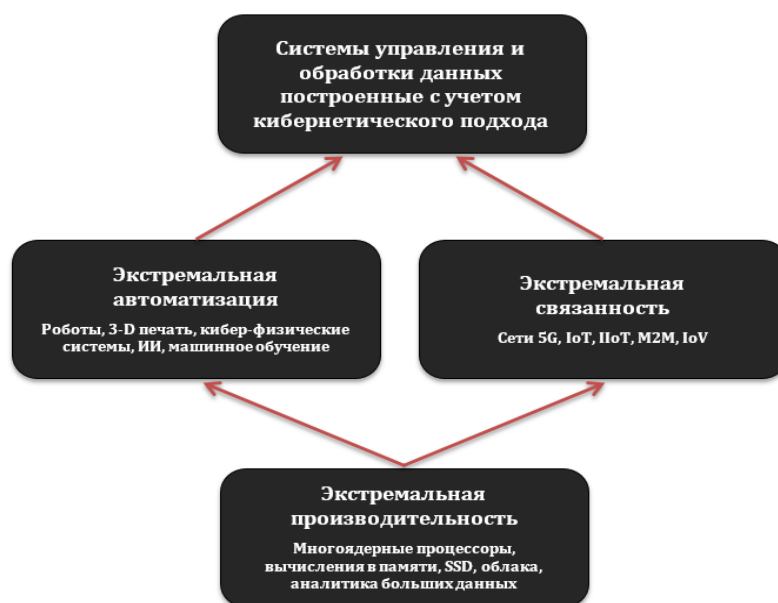 Системы управления и
обработки данных
построенные с учетом
кибернетического подхода
Экстремальная
автоматизация
Роботы, 3-D печать, кибер-физические
системы, ИИ, машинное обучение
Экстремальная
связанность
Сети 5G, IoT, IIoT, M2M, IoV
Экстремальная
производительность
Многоядерные процессоры,
вычисления в памяти, SSD, облака,
аналитика больших данных